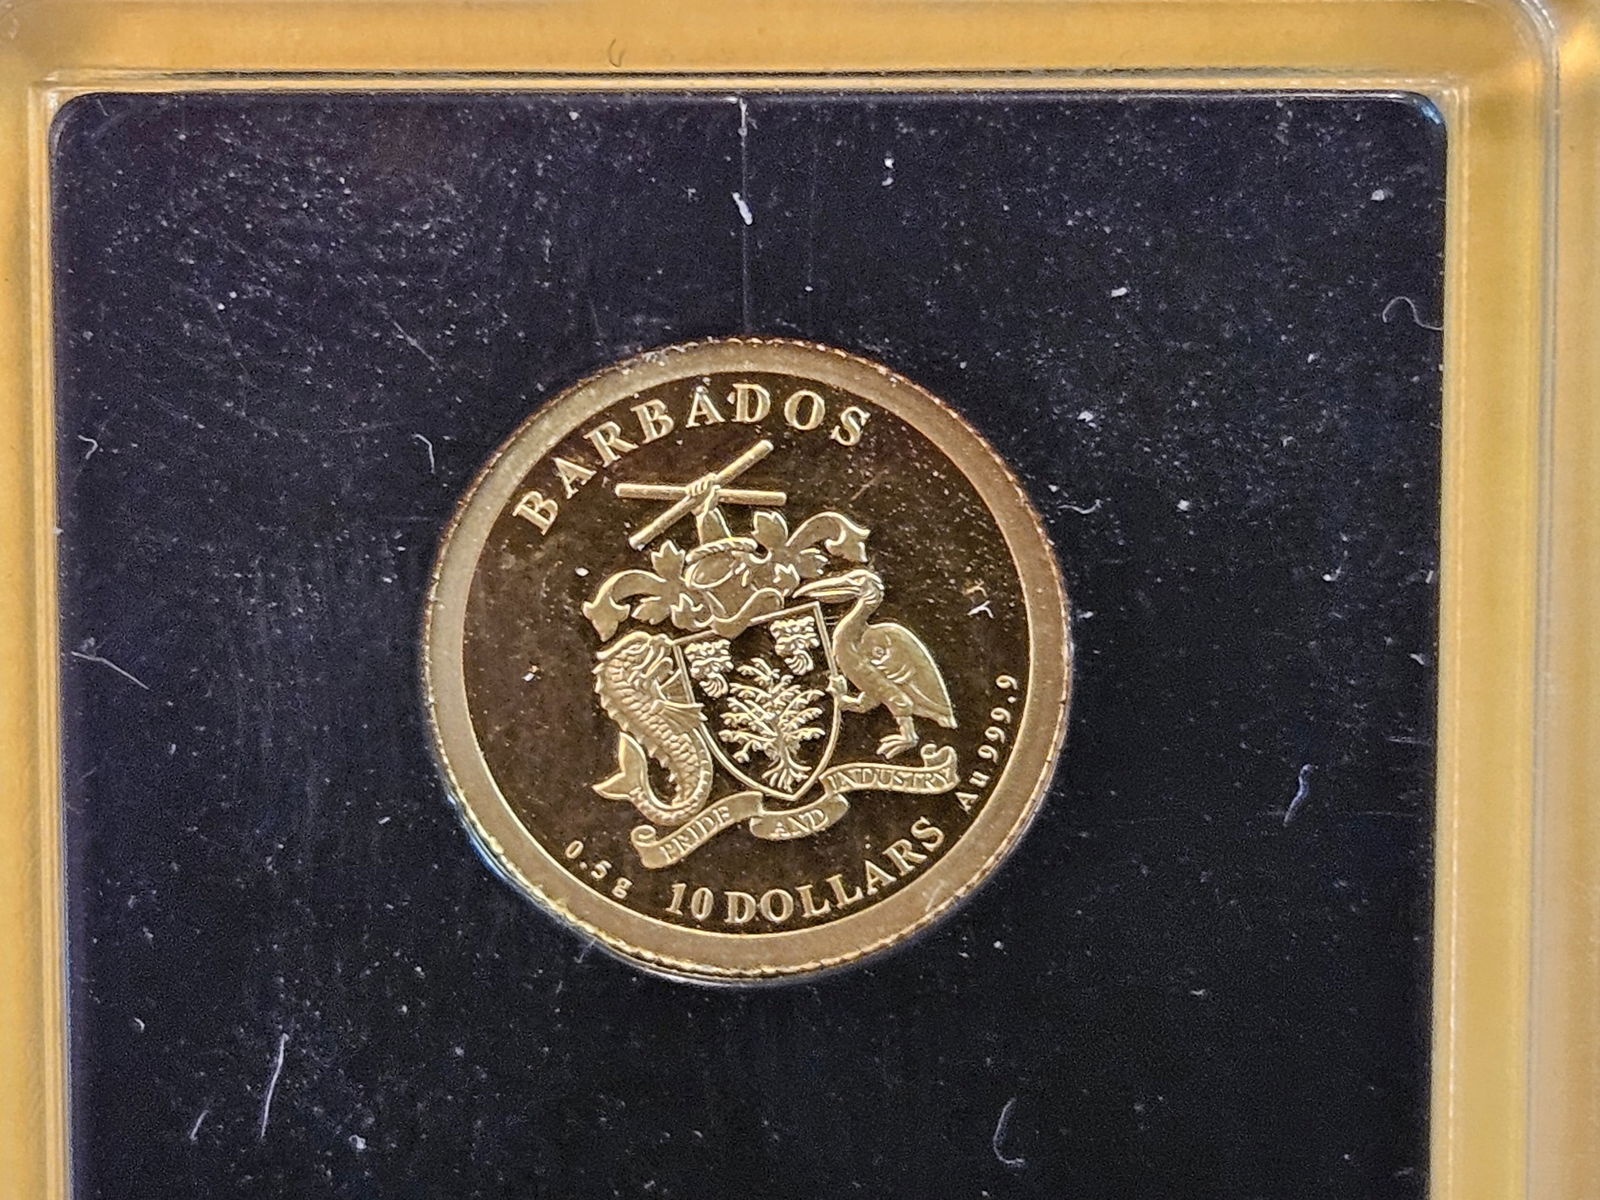 BARBADOS
PRIDE AND INDUSTRY
0.5g 10 DOLLARS Au 999.9